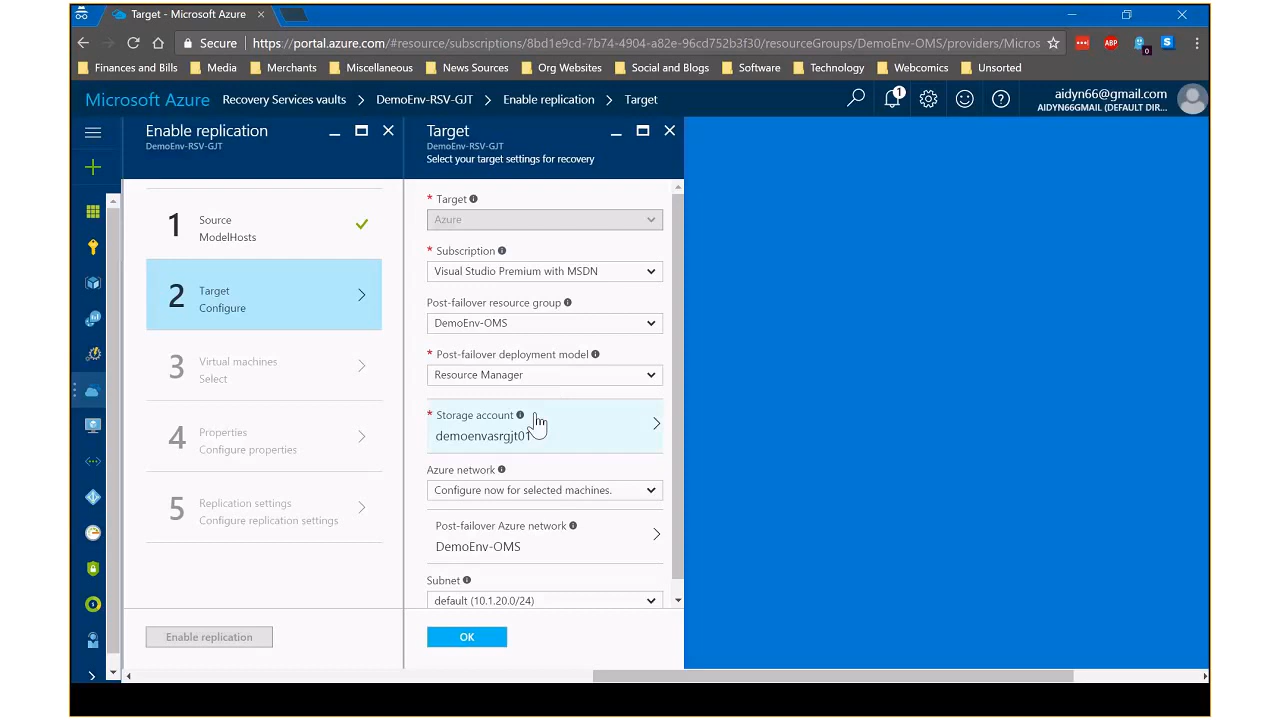 Target - Microsoft Azure
Secure
https://portal.azure.com/#resource/subscriptions/8bd1e9cd-7b74-4904-a82e-96cd752b3f30/resourceGroups/DemoEnv-OMS/providers/Micros
ABP
0
S
Finances and Bills
Media
Merchants
Miscellaneous
News Sources
Org Websites
Social and Blogs
Software
Technology
Webcomics
Unsorted
Microsoft Azure
Recovery Services vaults
DemoEnv-RSV-GJT
Enable replication
Target
1
aidyn66@gmail.com
AIDYN66GMAIL (DEFAULT DIR...
Enable replication
DemoEnv-RSV-GJT
1
Source
ModelHosts
2
Target
Configure
3
Virtual machines
Select
4
Properties
Configure properties
5
Replication settings
Configure replication settings
Enable replication
Target
DemoEnv-RSV-GJT
Select your target settings for recovery
* Target
Azure
* Subscription
Visual Studio Premium with MSDN
Post-failover resource group
DemoEnv-OMS
* Post-failover deployment model
Resource Manager
* Storage account
demoenvasrgjt01
Azure network
Configure now for selected machines.
Post-failover Azure network
DemoEnv-OMS
Subnet
default (10.1.20.0/24)
OK